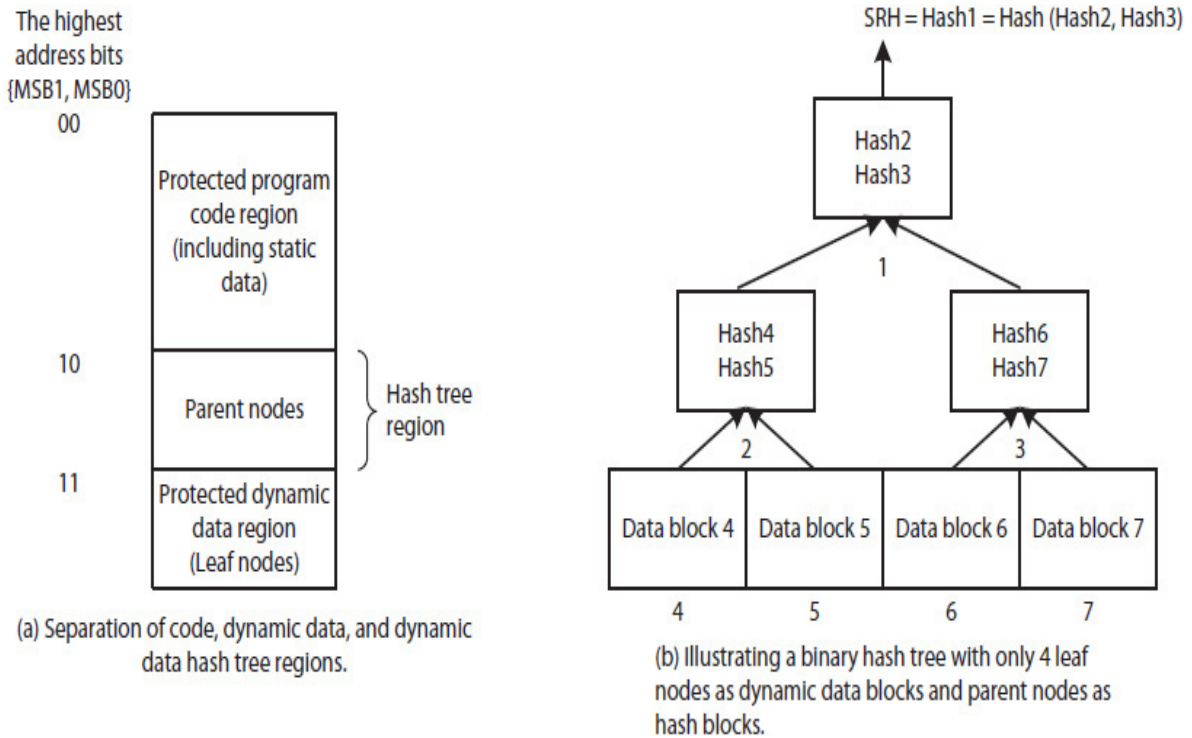 The highest
address bits
{MSB1, MSB0}
00
Protected program
code region
(including static
data)
10
Parent nodes
Hash tree
region
11
Protected dynamic
data region
(Leaf nodes)
(a) Separation of code, dynamic data, and dynamic
data hash tree regions.
SRH = Hash1 = Hash (Hash2, Hash3)
Hash2
Hash3
1
Hash4
Hash5
Hash6
Hash7
2
3
Data block 4
Data block 5
Data block 6
Data block 7
4
5
6
7
(b) Illustrating a binary hash tree with only 4 leaf
nodes as dynamic data blocks and parent nodes as
hash blocks.